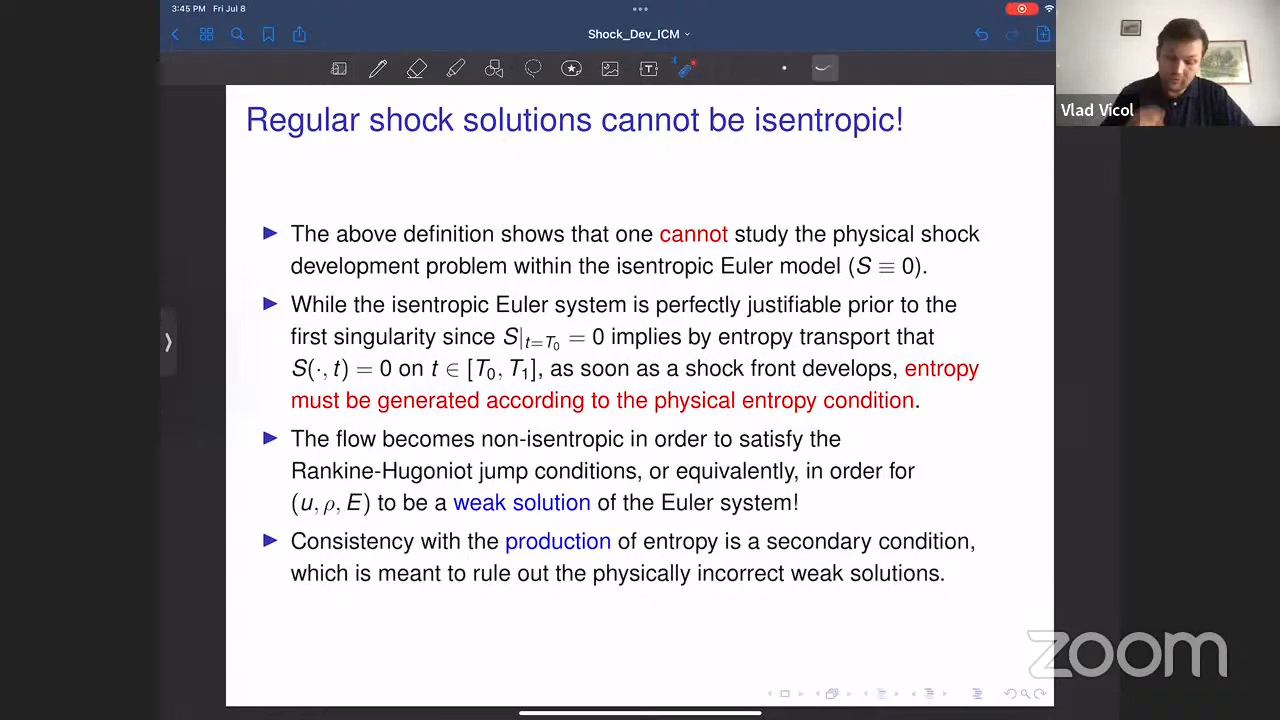 3:45 PM Fri Jul 8
Shock_Dev_ICM
Vlad Vicol
Regular shock solutions cannot be isentropic!
The above definition shows that one cannot study the physical shock
development problem within the isentropic Euler model (S ≡ 0).
While the isentropic Euler system is perfectly justifiable prior to the
first singularity since S|t=T₀ = 0 implies by entropy transport that
S(·, t) = 0 on t ∈ [T₀, T₁], as soon as a shock front develops, entropy
must be generated according to the physical entropy condition.
The flow becomes non-isentropic in order to satisfy the
Rankine-Hugoniot jump conditions, or equivalently, in order for
(u, ρ, E) to be a weak solution of the Euler system!
Consistency with the production of entropy is a secondary condition,
which is meant to rule out the physically incorrect weak solutions.
zoom